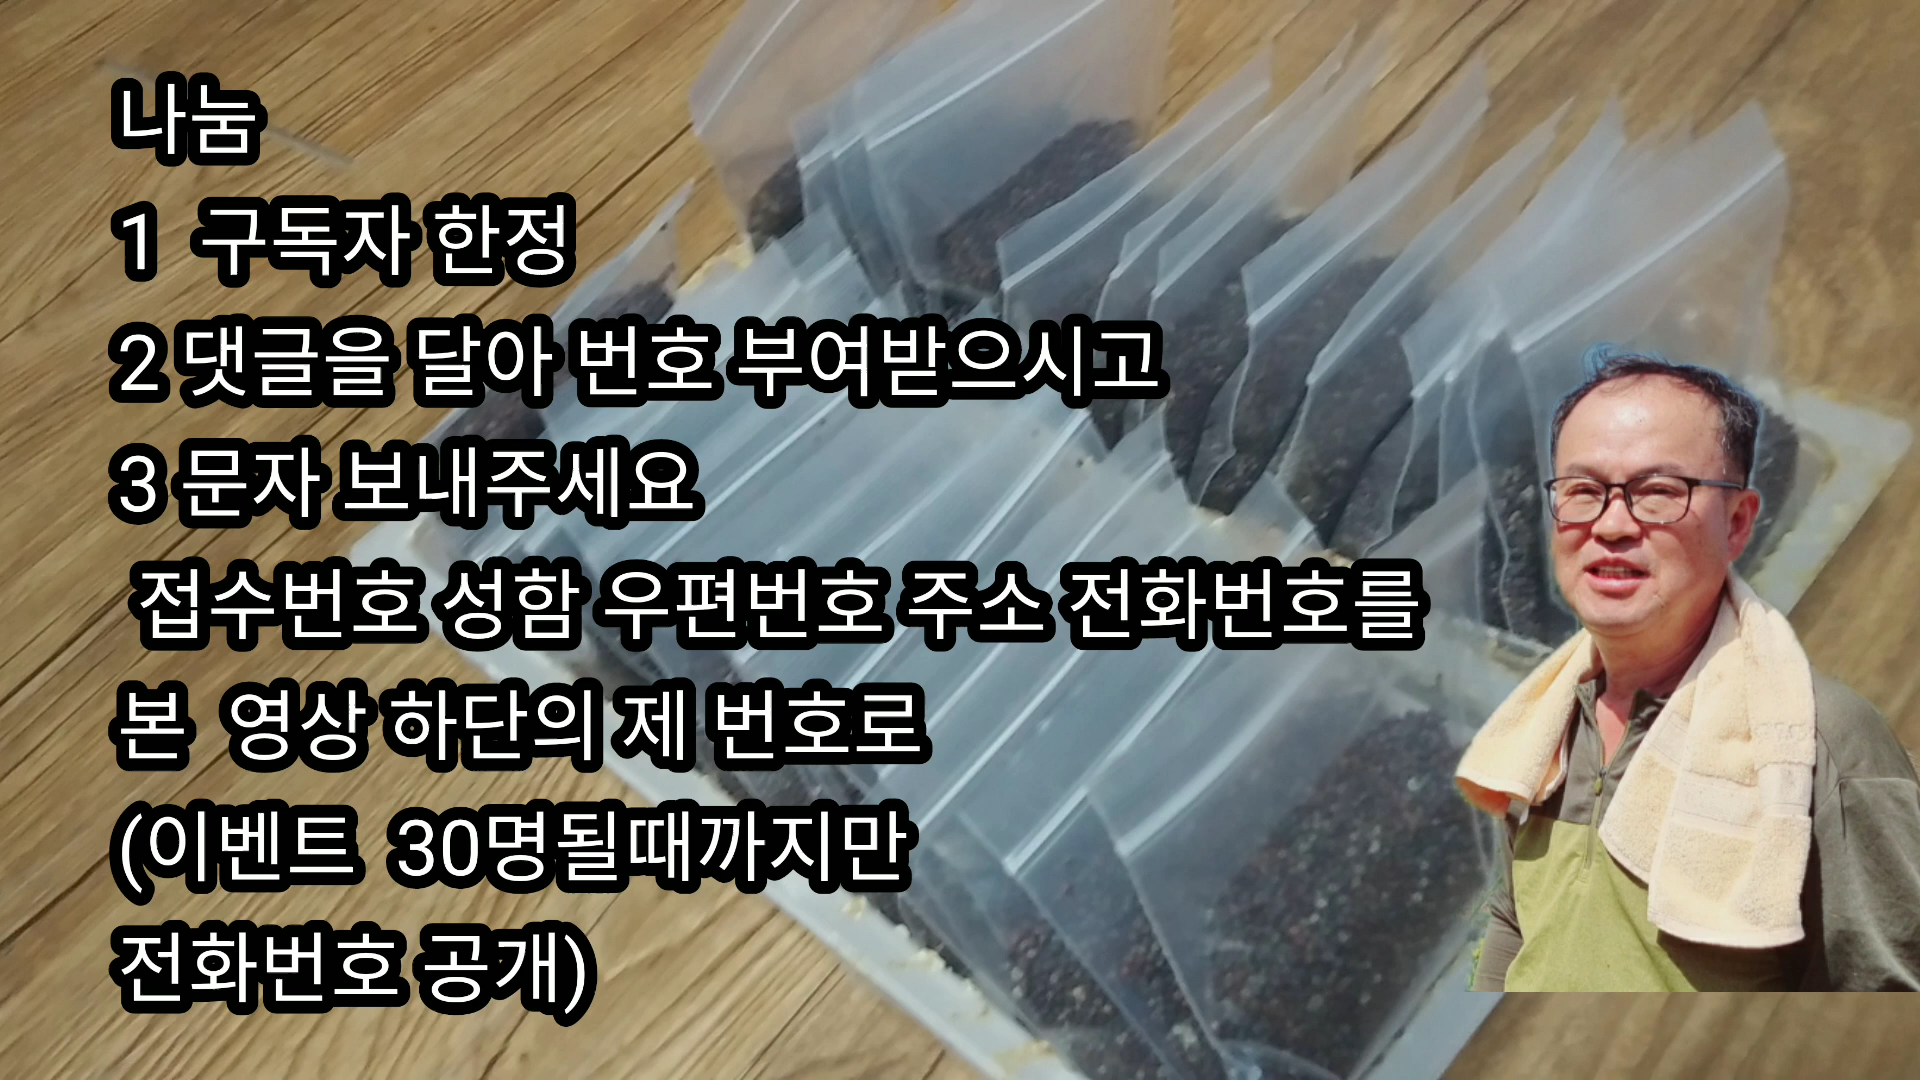 나눔
1 구독자 한정
2 댓글을 달아 번호 부여받으시고
3 문자 보내주세요
접수번호 성함 우편번호 주소 전화번호를
본 영상 하단의 제 번호로
(이벤트 30명될때까지만
전화번호 공개)